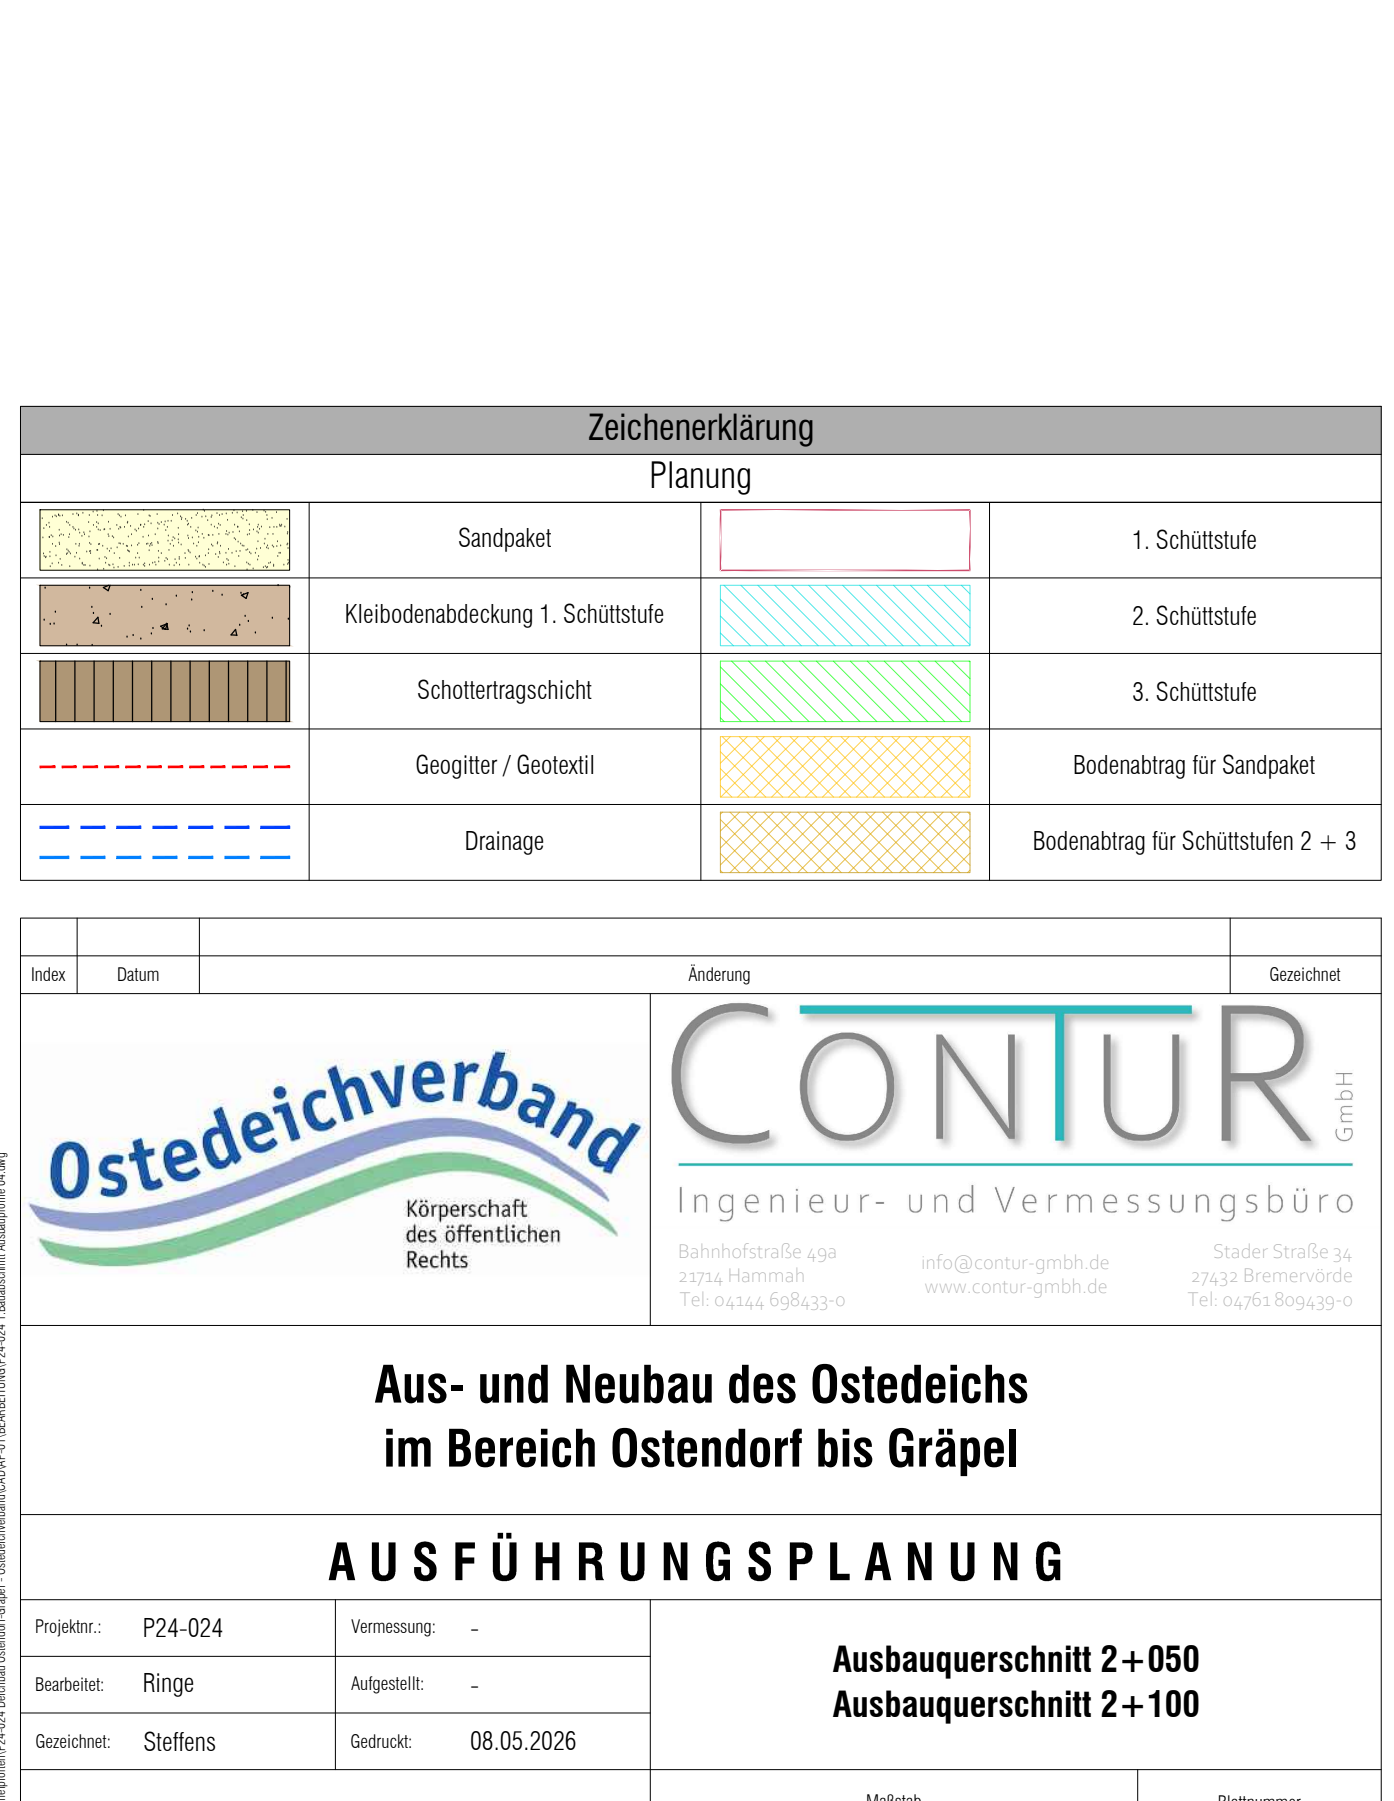 Zeichenerklärung
Planung
Sandpaket
1. Schüttstufe
Kleibodenabdeckung 1. Schüttstufe
2. Schüttstufe
Schottertragschicht
3. Schüttstufe
Geogitter / Geotextil
Bodenabtrag für Sandpaket
Drainage
Bodenabtrag für Schüttstufen 2 + 3
Index
Datum
Änderung
Gezeichnet
Ostedeichverband
Körperschaft
des öffentlichen
Rechts
CONTUR
GmbH
Ingenieur- und Vermessungsbüro
Bahnhofstraße 49a
21714 Hammah
Tel: 04144 698433-0
info@contur-gmbh.de
www.contur-gmbh.de
Stader Straße 34
27432 Bremervörde
Tel: 04761 809439-0
Aus- und Neubau des Ostedeichs
im Bereich Ostendorf bis Gräpel
AUSFÜHRUNGSPLANUNG
Projektnr.: P24-024
Vermessung: -
Bearbeitet: Ringe
Aufgestellt: -
Gezeichnet: Steffens
Gedruckt: 08.05.2026
Ausbauquerschnitt 2+050
Ausbauquerschnitt 2+100
Maßstab
Blattnummer